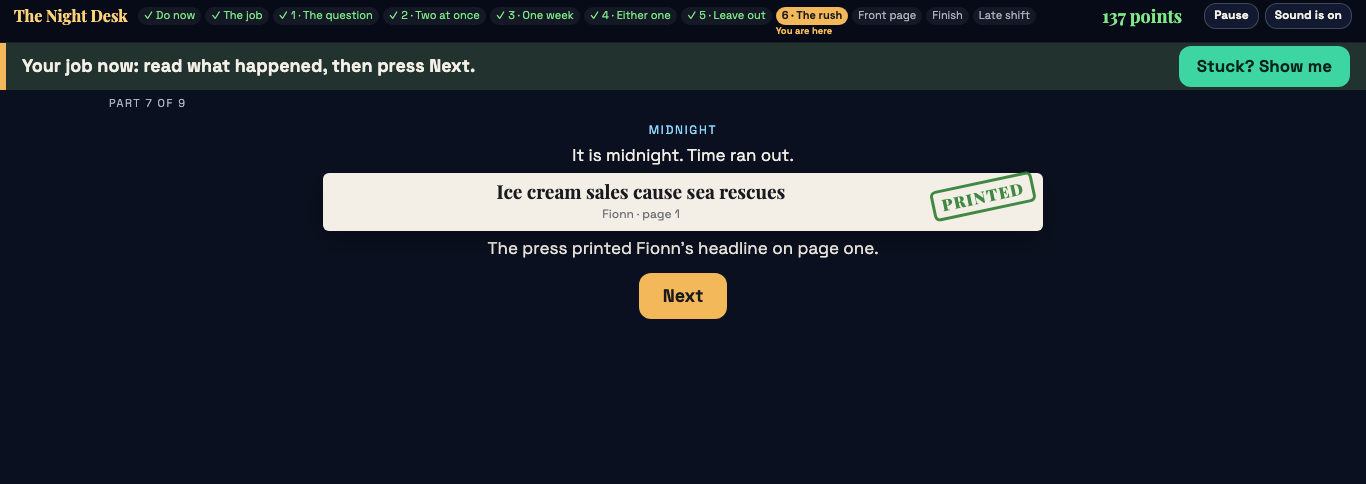 The Night Desk ✓ Do now ✓ The job ✓ 1 · The question ✓ 2 · Two at once ✓ 3 · One week ✓ 4 · Either one ✓ 5 · Leave out 6 · The rush Front page Finish Late shift 137 points Pause Sound is on
You are here
Your job now: read what happened, then press Next. Stuck? Show me
PART 7 OF 9
MIDNIGHT
It is midnight. Time ran out.
Ice cream sales cause sea rescues PRINTED
Fionn · page 1
The press printed Fionn's headline on page one.
Next